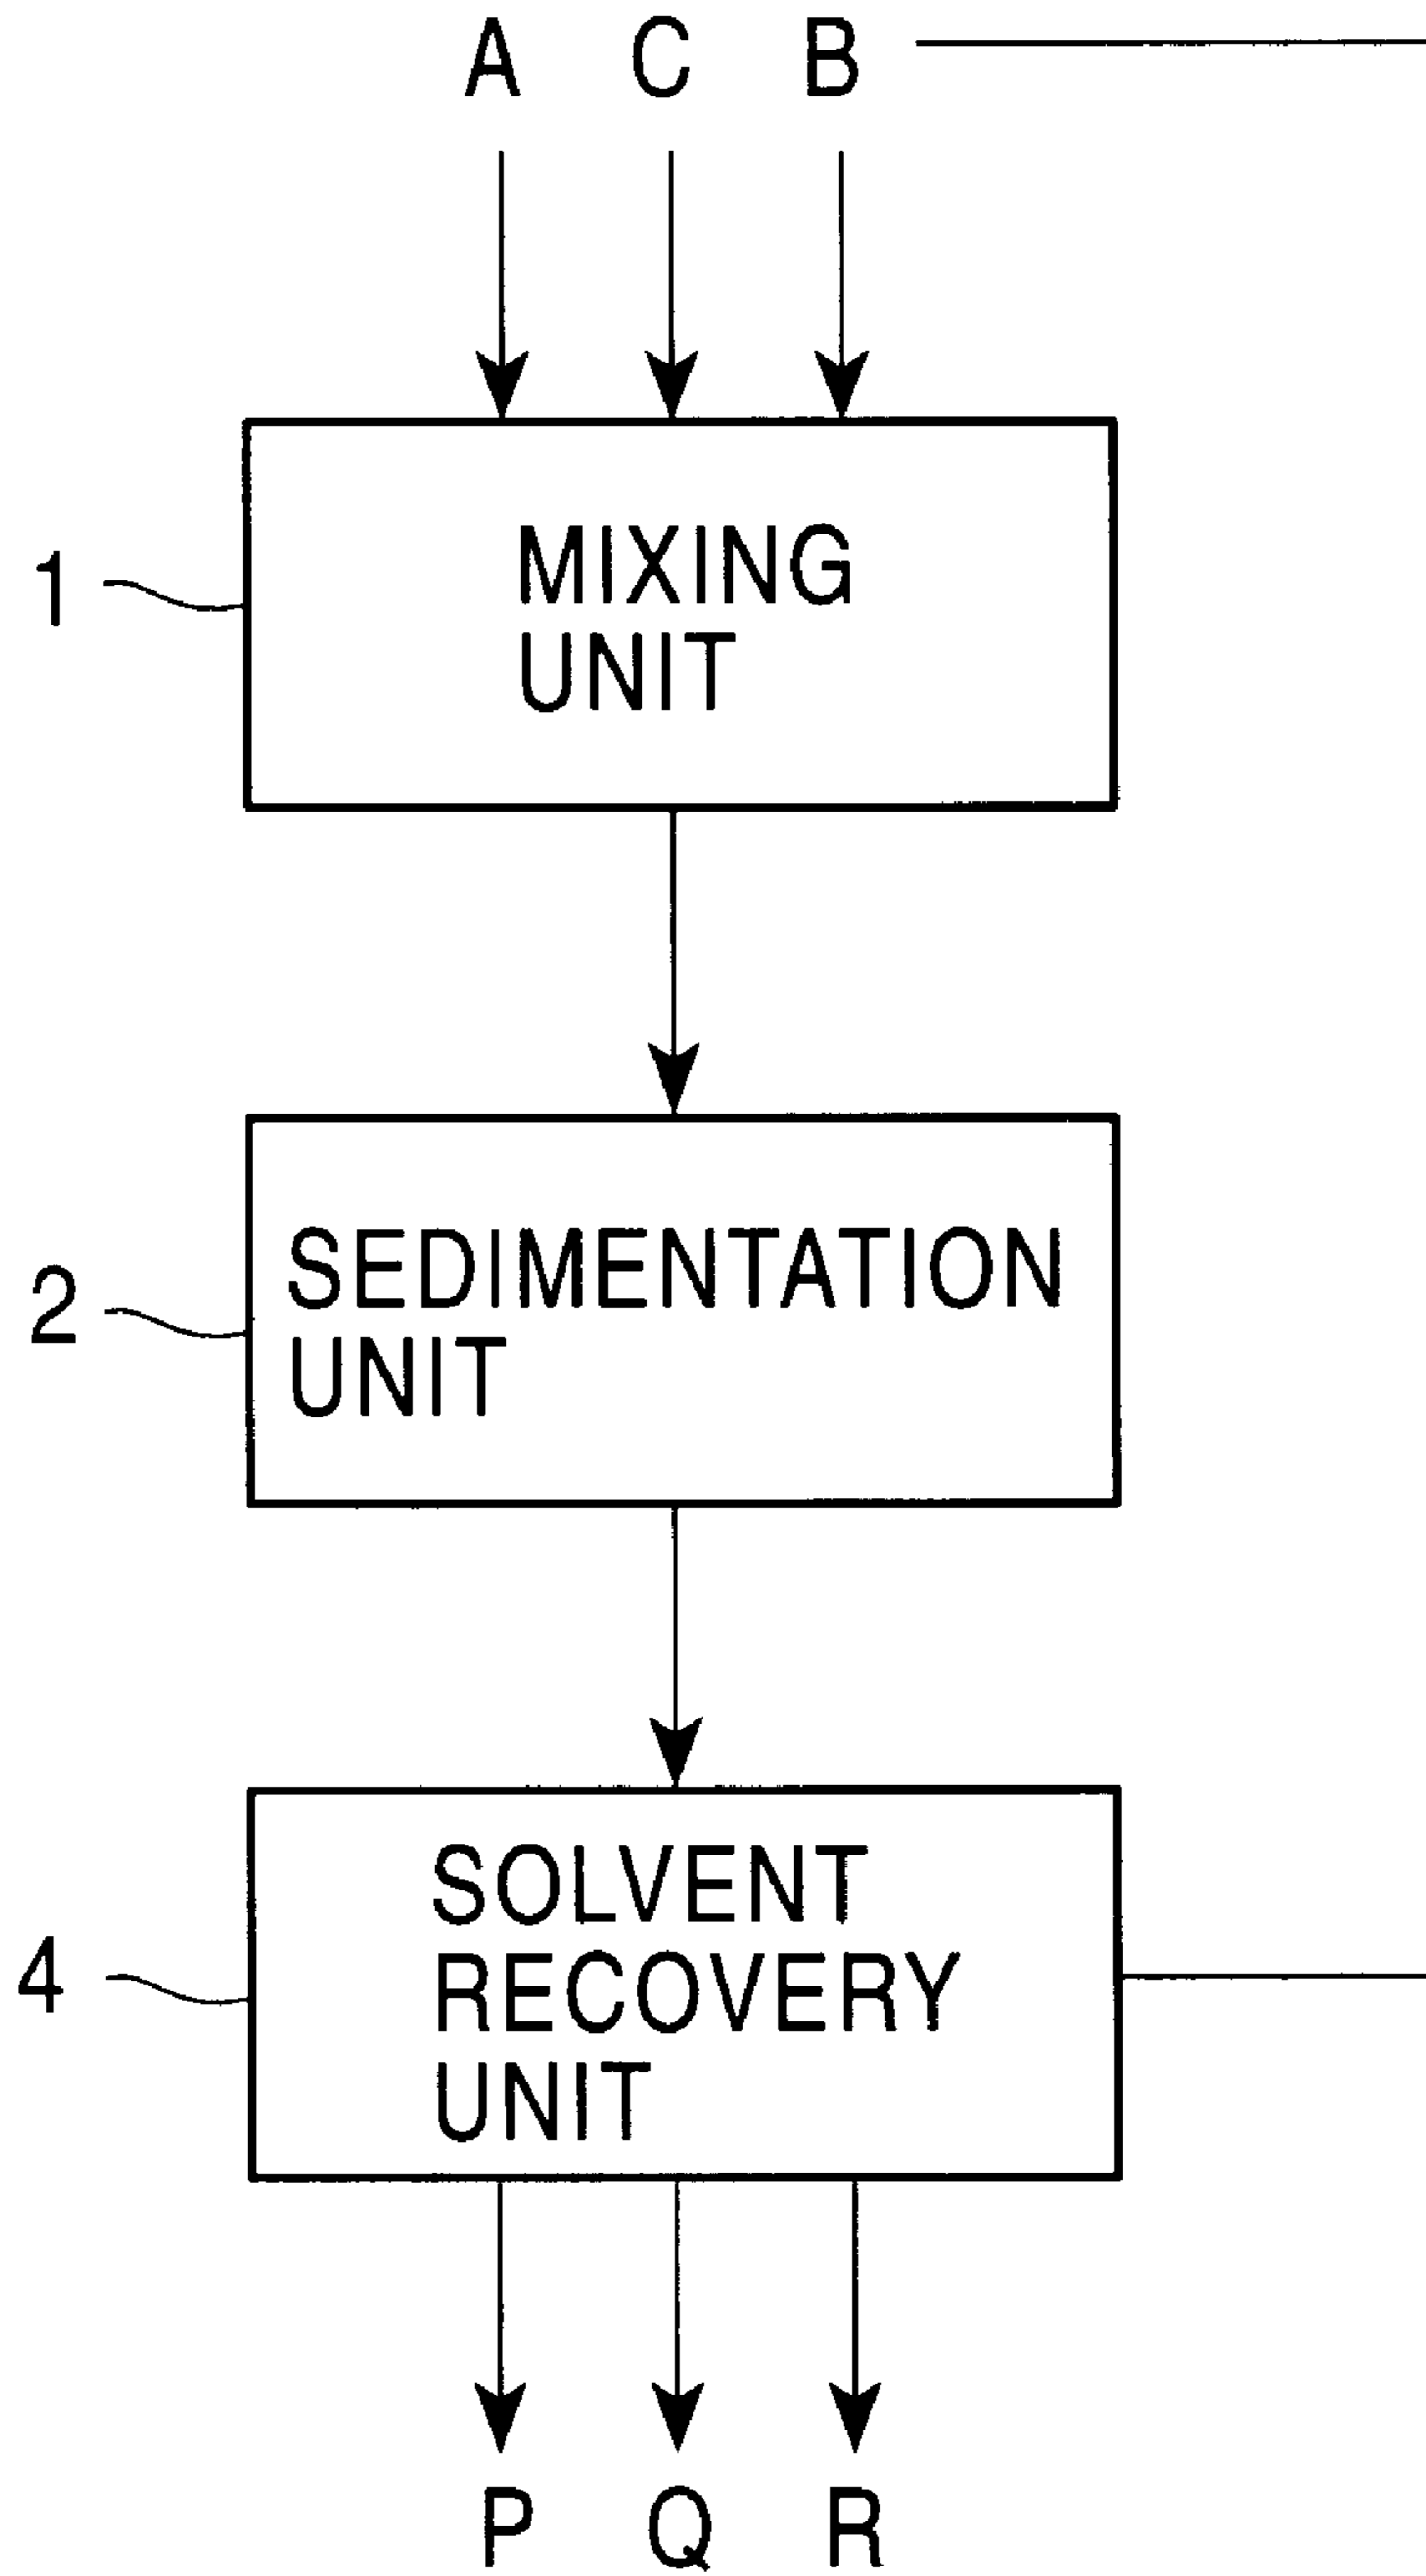 A C B
1
MIXING
UNIT
2
SEDIMENTATION
UNIT
4
SOLVENT
RECOVERY
UNIT
P Q R